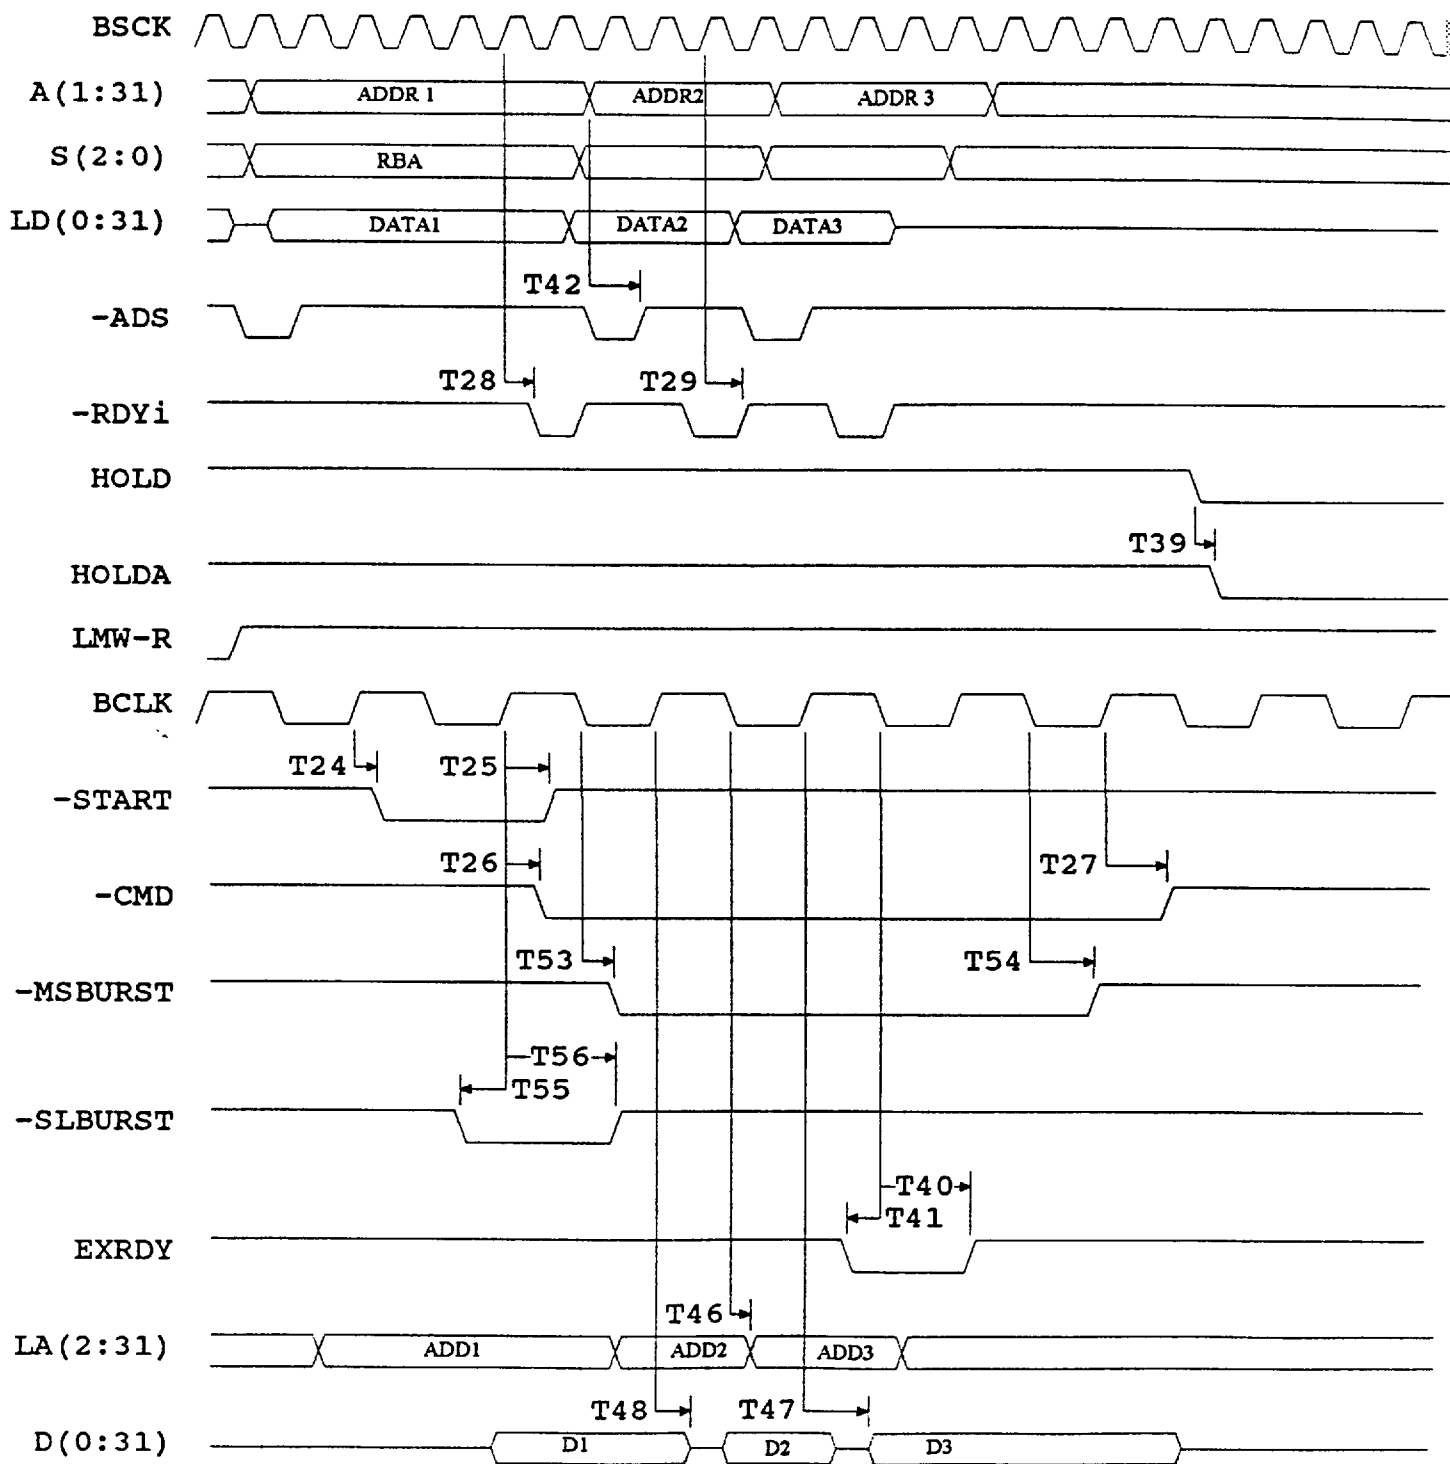 BSCK
A(1:31) ADDR 1 ADDR2 ADDR 3
S(2:0) RBA
LD(0:31) DATA1 DATA2 DATA3
T42
-ADS
T28 T29
-RDYi
HOLD
T39
HOLDA
LMW-R
BCLK
T24 T25
-START
T26 T27
-CMD
T53 T54
-MSBURST
T56
T55
-SLBURST
T40
T41
EXRDY
T46
LA(2:31) ADD1 ADD2 ADD3
T48 T47
D(0:31) D1 D2 D3